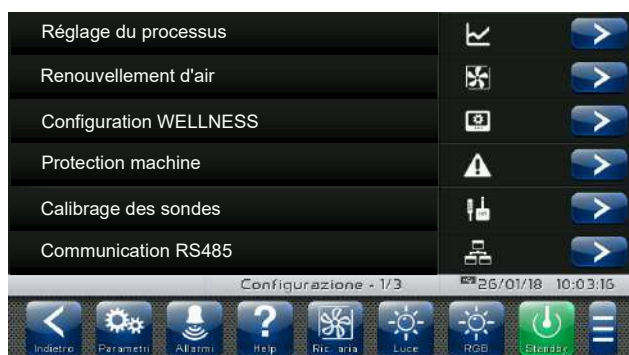 Réglage du processus
Renouvellement d'air
Configuration WELLNESS
Protection machine
Calibrage des sondes
Communication RS485
Configurazione - 1/3 26/01/18 10:03:16
Indietro Parametri Allarmi Help Ric. aria Luce RGB Standby